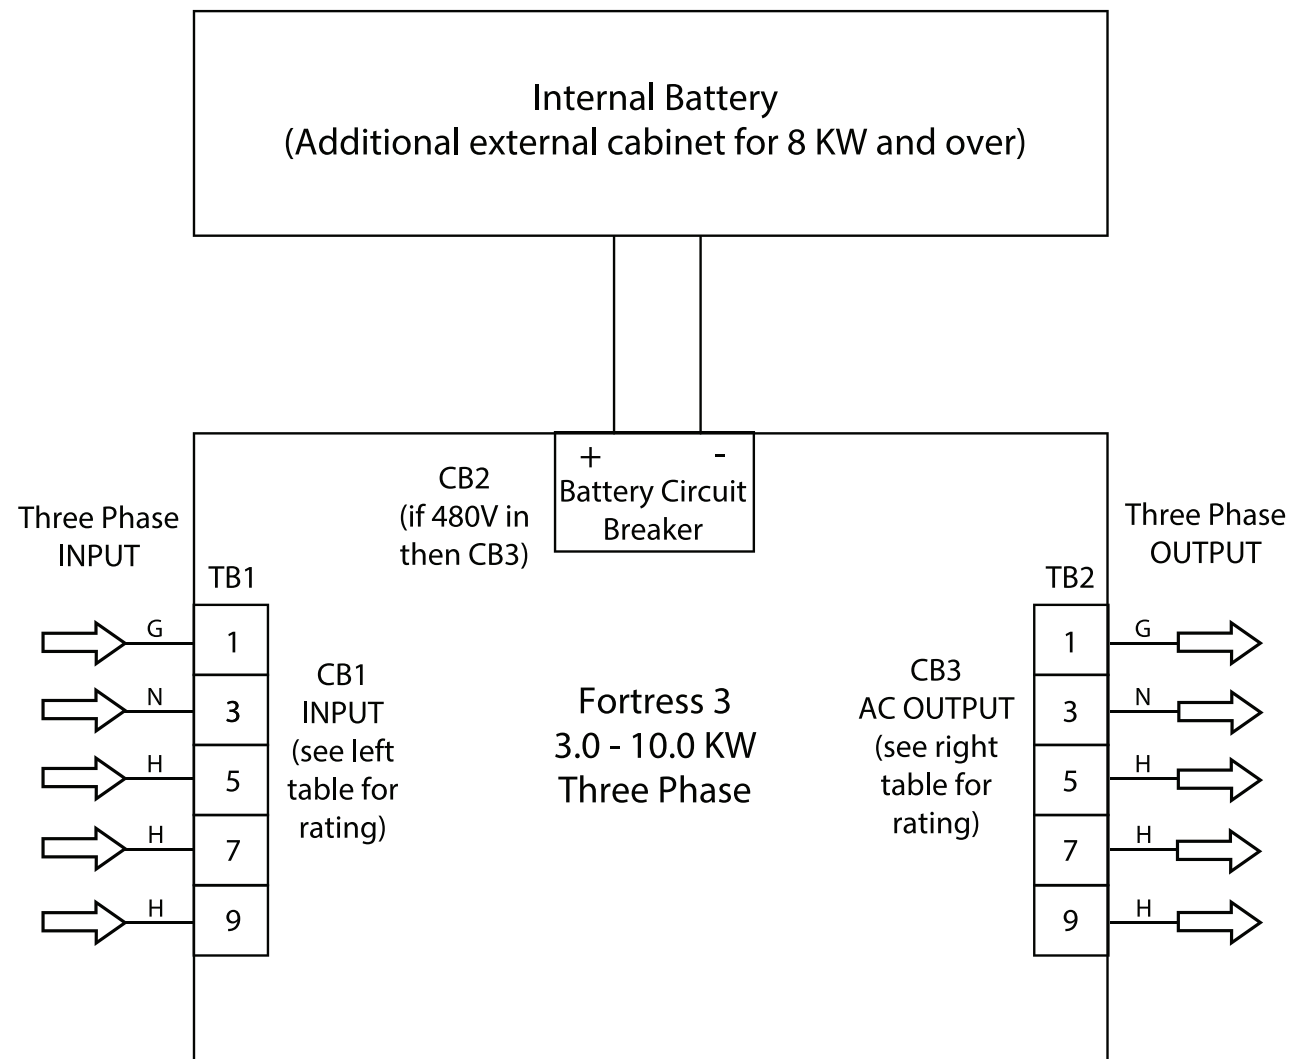 Internal Battery
(Additional external cabinet for 8 KW and over)
+ -
Battery Circuit
Breaker
CB2
(if 480V in
then CB3)
Three Phase
INPUT
TB1
G
1
N
3
H
5
H
7
H
9
CB1
INPUT
(see left
table for
rating)
Fortress 3
3.0 - 10.0 KW
Three Phase
CB3
AC OUTPUT
(see right
table for
rating)
Three Phase
OUTPUT
TB2
1
G
3
N
5
H
7
H
9
H